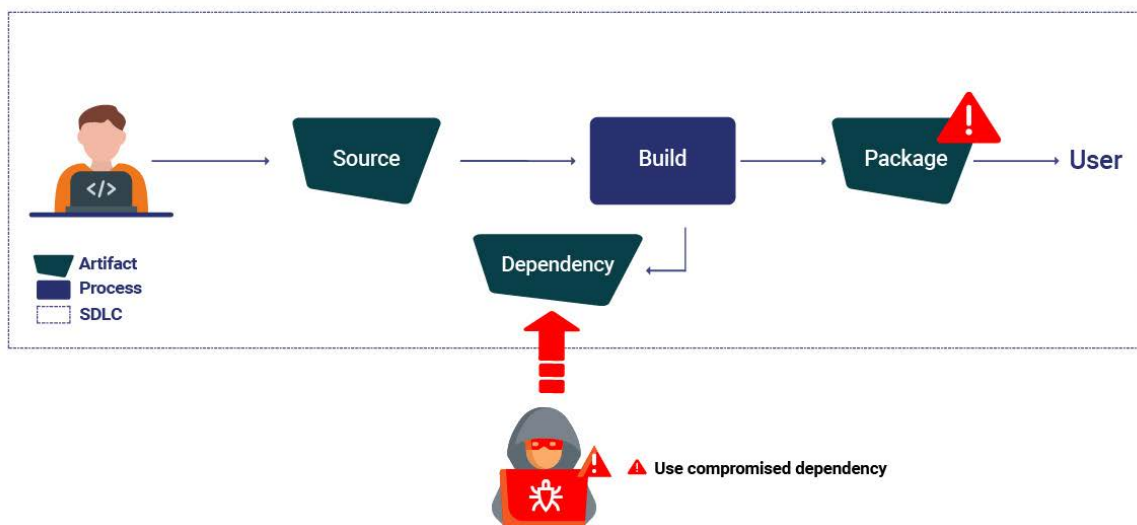 </>
Source
Build
Package
User
Dependency
Artifact
Process
SDLC
Use compromised dependency